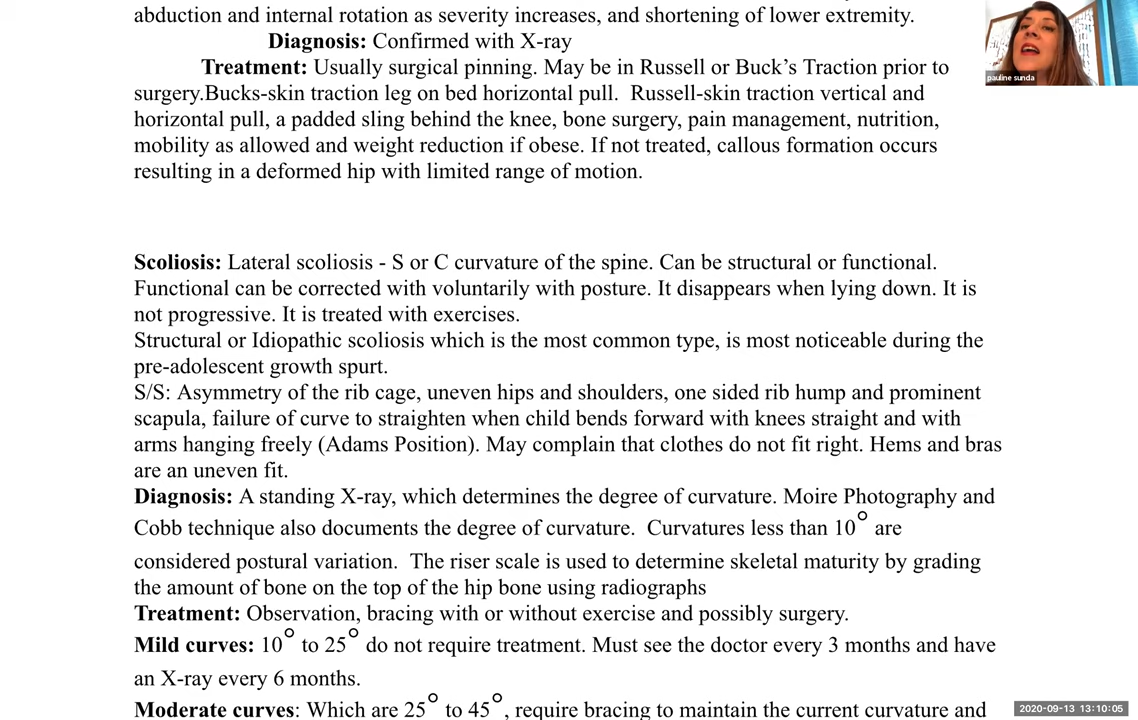 abduction and internal rotation as severity increases, and shortening of lower extremity.
Diagnosis: Confirmed with X-ray
Treatment: Usually surgical pinning. May be in Russell or Buck’s Traction prior to
surgery.Bucks-skin traction leg on bed horizontal pull.  Russell-skin traction vertical and
horizontal pull, a padded sling behind the knee, bone surgery, pain management, nutrition,
mobility as allowed and weight reduction if obese. If not treated, callous formation occurs
resulting in a deformed hip with limited range of motion.
Scoliosis: Lateral scoliosis - S or C curvature of the spine. Can be structural or functional.
Functional can be corrected with voluntarily with posture. It disappears when lying down. It is
not progressive. It is treated with exercises.
Structural or Idiopathic scoliosis which is the most common type, is most noticeable during the
pre-adolescent growth spurt.
S/S: Asymmetry of the rib cage, uneven hips and shoulders, one sided rib hump and prominent
scapula, failure of curve to straighten when child bends forward with knees straight and with
arms hanging freely (Adams Position). May complain that clothes do not fit right. Hems and bras
are an uneven fit.
Diagnosis: A standing X-ray, which determines the degree of curvature. Moire Photography and
Cobb technique also documents the degree of curvature.  Curvatures less than 10° are
considered postural variation.  The riser scale is used to determine skeletal maturity by grading
the amount of bone on the top of the hip bone using radiographs
Treatment: Observation, bracing with or without exercise and possibly surgery.
Mild curves: 10° to 25° do not require treatment. Must see the doctor every 3 months and have
an X-ray every 6 months.
Moderate curves: Which are 25° to 45°, require bracing to maintain the current curvature and
pauline sunda
2020-09-13 13:10:05